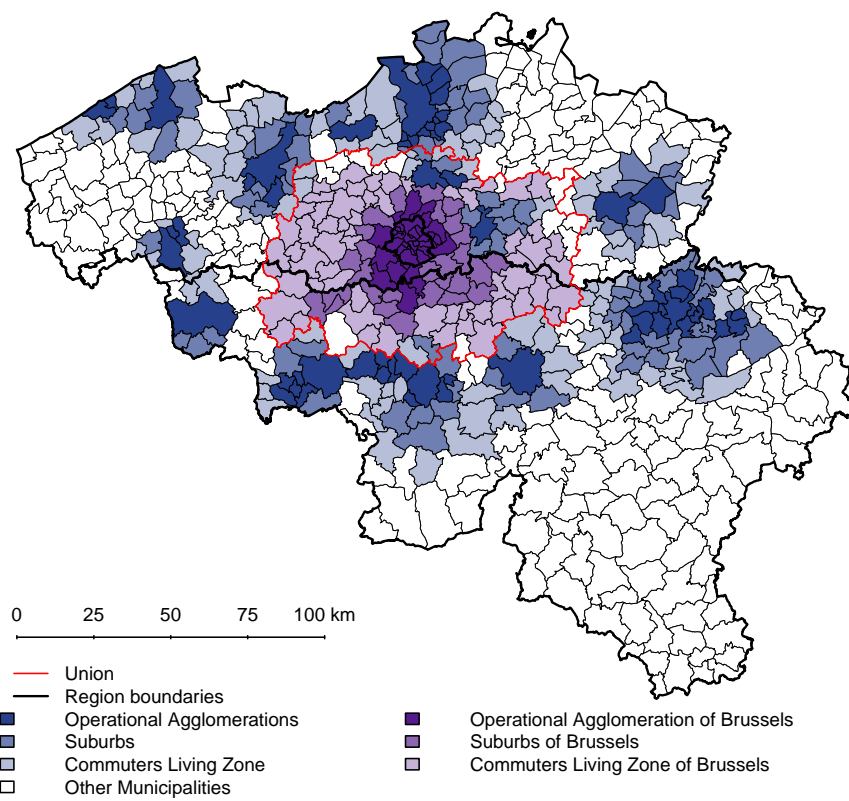 0 25 50 75 100 km
Union
Region boundaries
Operational Agglomerations
Suburbs
Commuters Living Zone
Other Municipalities
Operational Agglomeration of Brussels
Suburbs of Brussels
Commuters Living Zone of Brussels